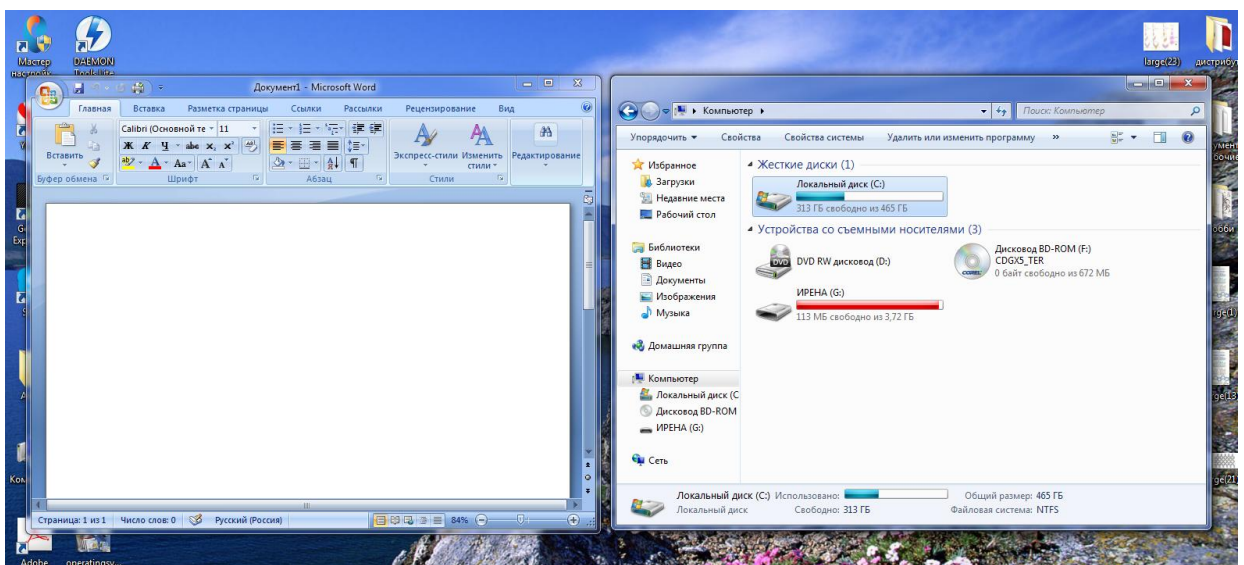 Мастер
DAEMON
large(23)
Документ1 - Microsoft Word
Главная Вставка Разметка страницы Ссылки Рассылки Рецензирование Вид
Calibri (Основной те 11
Ж К Ч abc x, x²
Aa A A
Вставить
Экспресс-стили Изменить стили
Редактирование
Буфер обмена Шрифт Абзац Стили
Страница: 1 из 1 Число слов: 0 Русский (Россия) 84%
Компьютер
Поиск: Компьютер
Упорядочить Свойства Свойства системы Удалить или изменить программу »
Избранное
Загрузки
Недавние места
Рабочий стол
Библиотеки
Видео
Документы
Изображения
Музыка
Домашняя группа
Компьютер
Локальный диск (C
Дисковод BD-ROM
ИРЕНА (G:)
Сеть
Жесткие диски (1)
Локальный диск (C:)
313 ГБ свободно из 465 ГБ
Устройства со съемными носителями (3)
DVD RW дисковод (D:)
Дисковод BD-ROM (F:)
CDGX5_TER
0 байт свободно из 672 МБ
ИРЕНА (G:)
113 МБ свободно из 3,72 ГБ
Локальный диск (C:) Использовано: Общий размер: 465 ГБ
Локальный диск Свободно: 313 ГБ Файловая система: NTFS
Adobe
operatingsy...